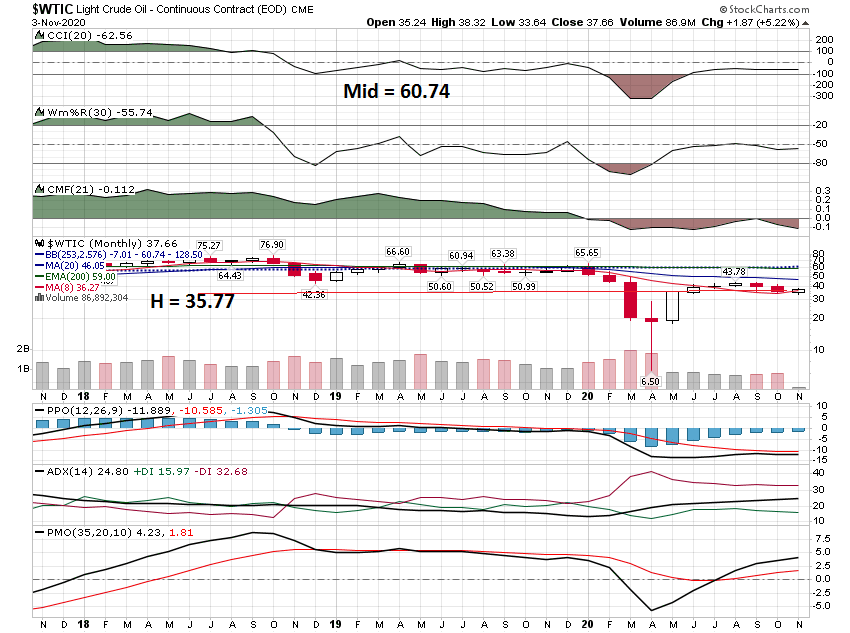 $WTIC Light Crude Oil - Continuous Contract (EOD) CME
© StockCharts.com
3-Nov-2020
Open 35.24 High 38.32 Low 33.64 Close 37.66 Volume 86.9M Chg +1.87 (+5.22%)
CCI(20) -62.56
200
100
0
-100
-200
-300
Mid = 60.74
Wm%R(30) -55.74
-20
-50
-80
CMF(21) -0.112
0.3
0.2
0.1
0.0
-0.1
$WTIC (Monthly) 37.66
BB(253,2.576) -7.01 - 60.74 - 128.50
MA(20) 46.05
EMA(200) 59.00
MA(8) 36.27
Volume 86,892,304
H = 35.77
75.27
76.90
64.43
42.36
66.60
60.94
63.38
65.65
50.60
50.52
50.99
43.78
6.50
80
70
60
50
40
30
20
10
2B
1B
N D 18 F M A M J J A S O N D 19 F M A M J J A S O N D 20 F M A M J J A S O N
PPO(12,26,9) -11.889, -10.585, -1.305
10
5
0
-5
-10
-15
ADX(14) 24.80 +DI 15.97 -DI 32.68
40
30
20
10
PMO(35,20,10) 4.23, 1.81
7.5
5.0
2.5
0.0
-2.5
-5.0
N D 18 F M A M J J A S O N D 19 F M A M J J A S O N D 20 F M A M J J A S O N